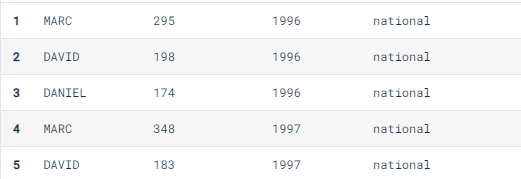 1 MARC 295 1996 national
2 DAVID 198 1996 national
3 DANIEL 174 1996 national
4 MARC 348 1997 national
5 DAVID 183 1997 national